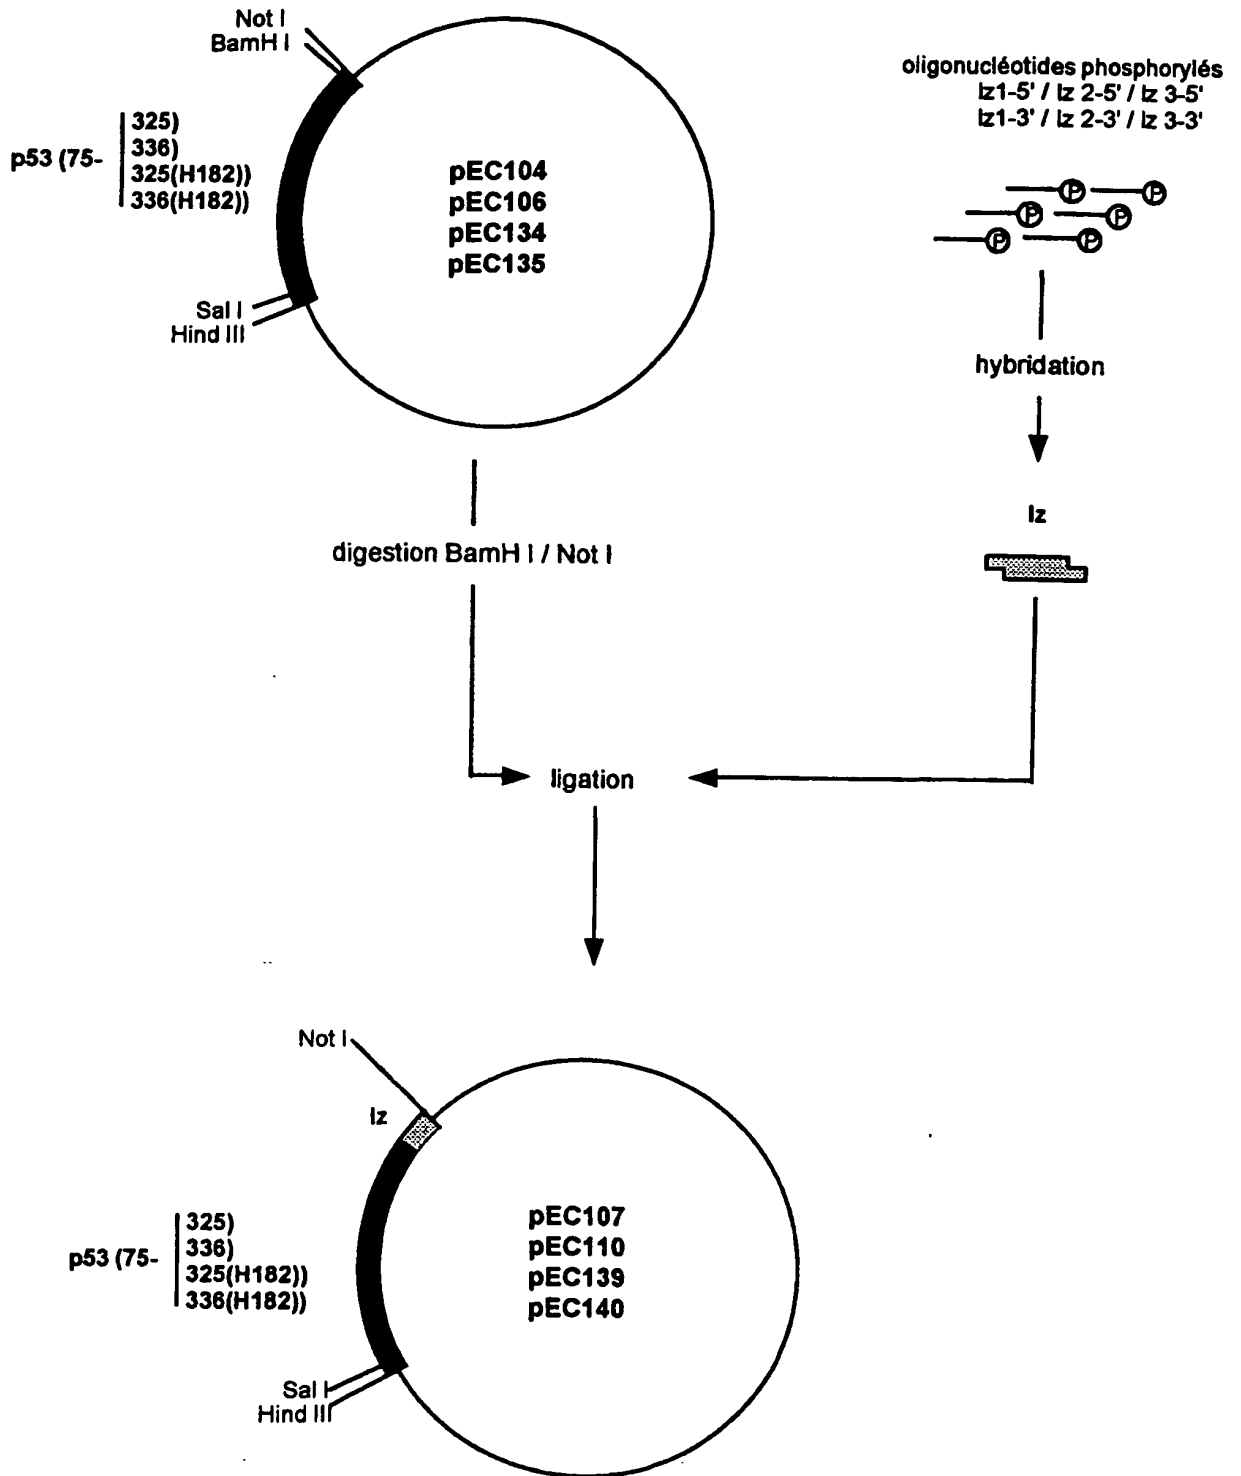 Not I
BamH I
p53 (75-
325)
336)
325(H182))
336(H182))
pEC104
pEC106
pEC134
pEC135
Sal I
Hind III
oligonucléotides phosphorylés
lz1-5' / lz 2-5' / lz 3-5'
lz1-3' / lz 2-3' / lz 3-3'
P P
P P
P P
hybridation
lz
digestion BamH I / Not I
ligation
Not I
lz
p53 (75-
325)
336)
325(H182))
336(H182))
pEC107
pEC110
pEC139
pEC140
Sal I
Hind III